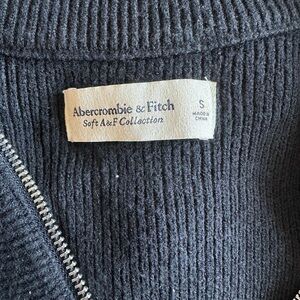 Abercrombie & Fitch
Soft A&F Collection
S
MADE IN
CHINA